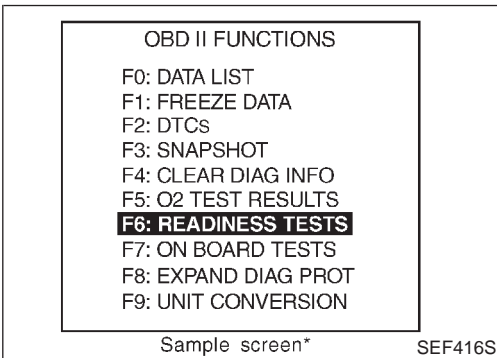 OBD II FUNCTIONS
F0: DATA LIST
F1: FREEZE DATA
F2: DTCs
F3: SNAPSHOT
F4: CLEAR DIAG INFO
F5: O2 TEST RESULTS
F6: READINESS TESTS
F7: ON BOARD TESTS
F8: EXPAND DIAG PROT
F9: UNIT CONVERSION
Sample screen*
SEF416S